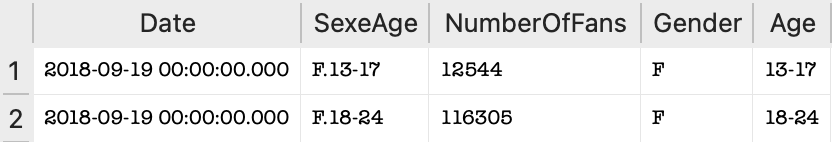 Date SexeAge NumberOfFans Gender Age
1 2018-09-19 00:00:00.000 F.13-17 12544 F 13-17
2 2018-09-19 00:00:00.000 F.18-24 116305 F 18-24